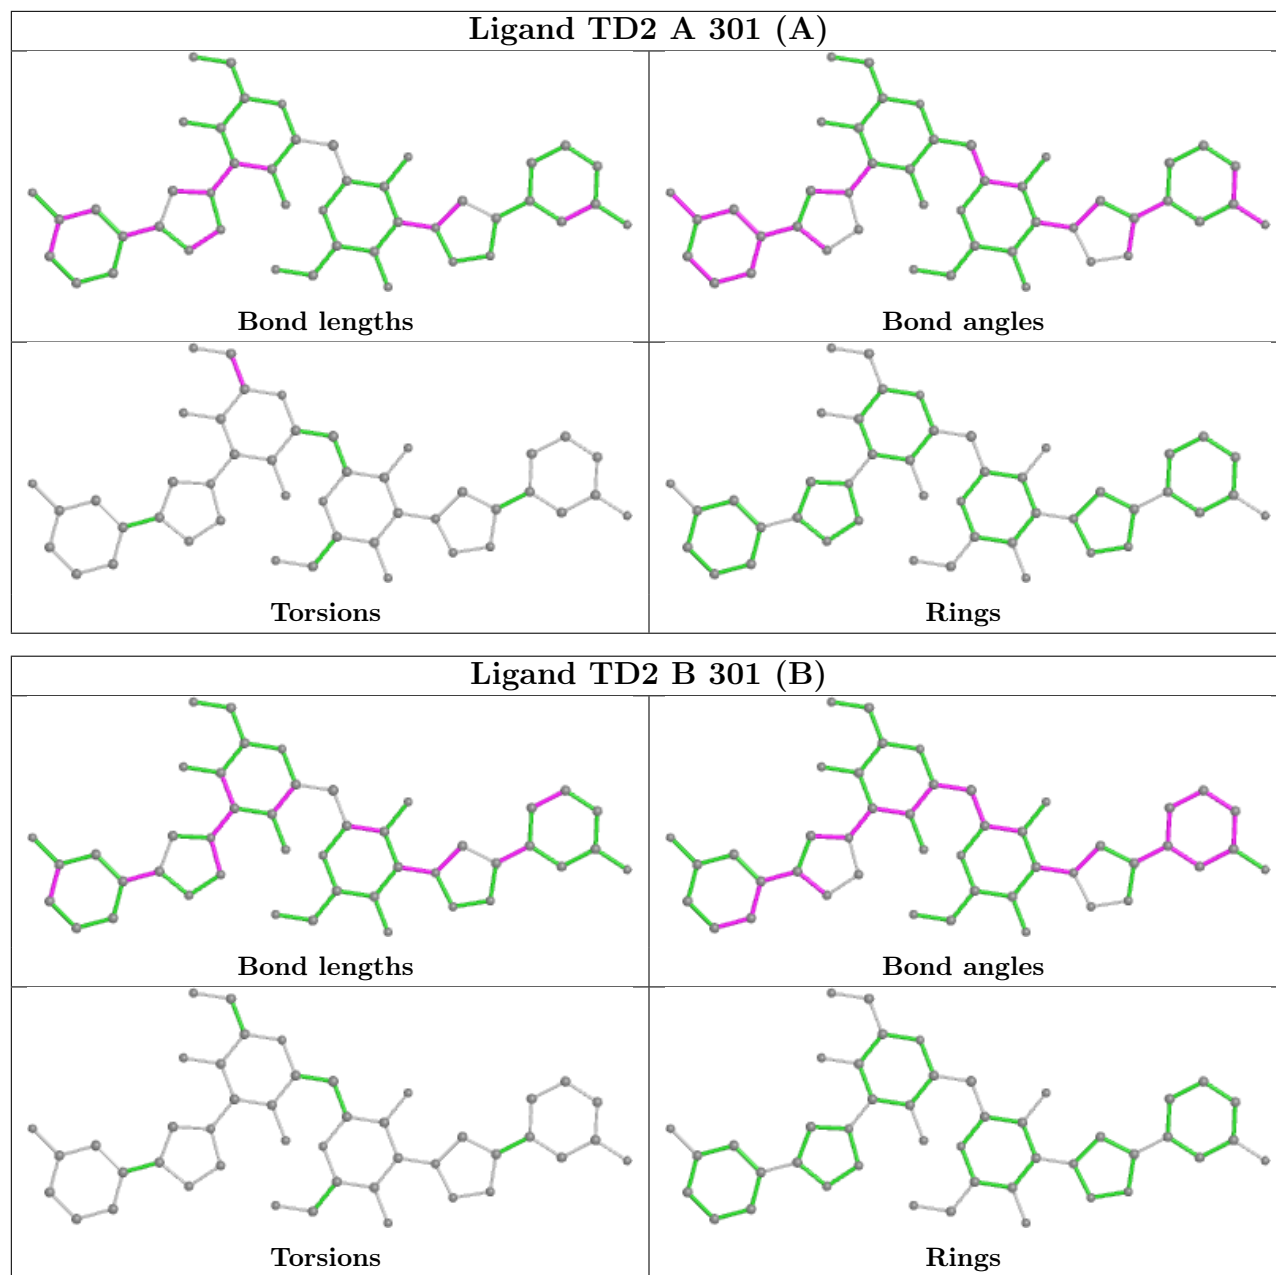 Ligand TD2 A 301 (A)
Bond lengths
Bond angles
Torsions
Rings
Ligand TD2 B 301 (B)
Bond lengths
Bond angles
Torsions
Rings